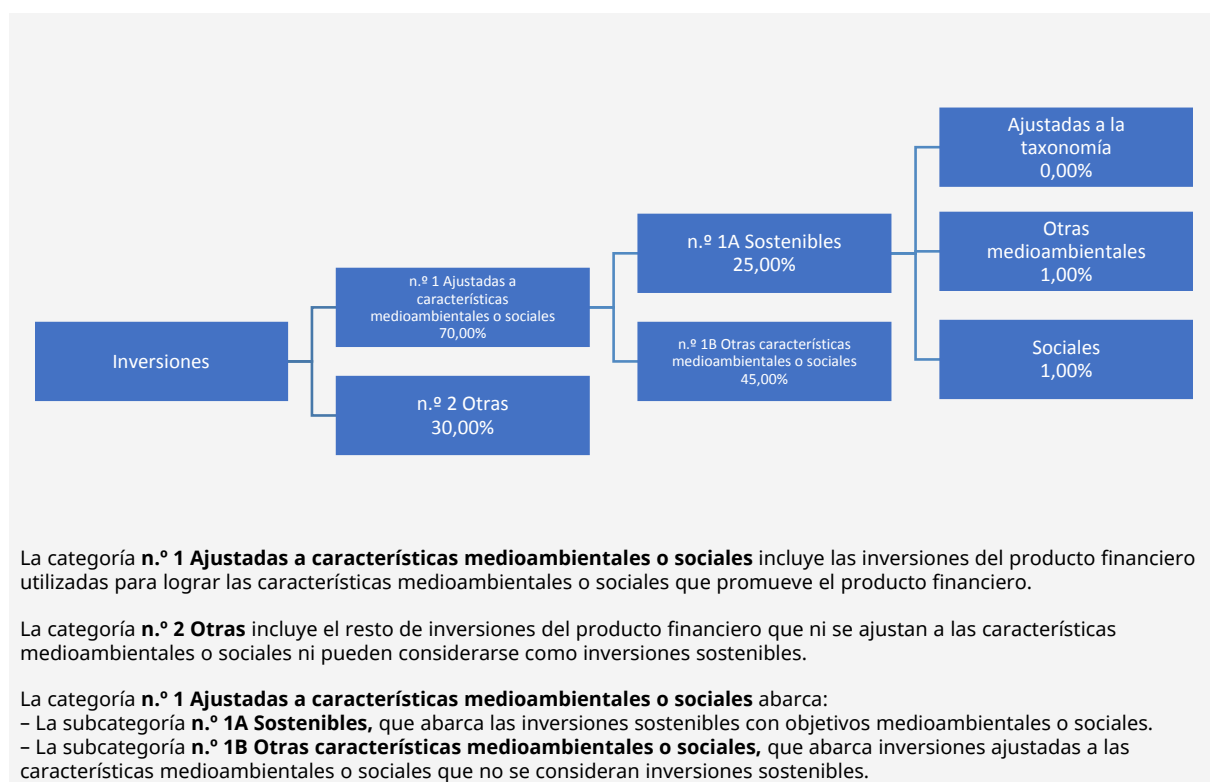 Inversiones
n.º 1 Ajustadas a
características
medioambientales o sociales
70,00%
n.º 2 Otras
30,00%
n.º 1A Sostenibles
25,00%
n.º 1B Otras características
medioambientales o sociales
45,00%
Ajustadas a la
taxonomía
0,00%
Otras
medioambientales
1,00%
Sociales
1,00%
La categoría n.º 1 Ajustadas a características medioambientales o sociales incluye las inversiones del producto financiero
utilizadas para lograr las características medioambientales o sociales que promueve el producto financiero.
La categoría n.º 2 Otras incluye el resto de inversiones del producto financiero que ni se ajustan a las características
medioambientales o sociales ni pueden considerarse como inversiones sostenibles.
La categoría n.º 1 Ajustadas a características medioambientales o sociales abarca:
– La subcategoría n.º 1A Sostenibles, que abarca las inversiones sostenibles con objetivos medioambientales o sociales.
– La subcategoría n.º 1B Otras características medioambientales o sociales, que abarca inversiones ajustadas a las
características medioambientales o sociales que no se consideran inversiones sostenibles.